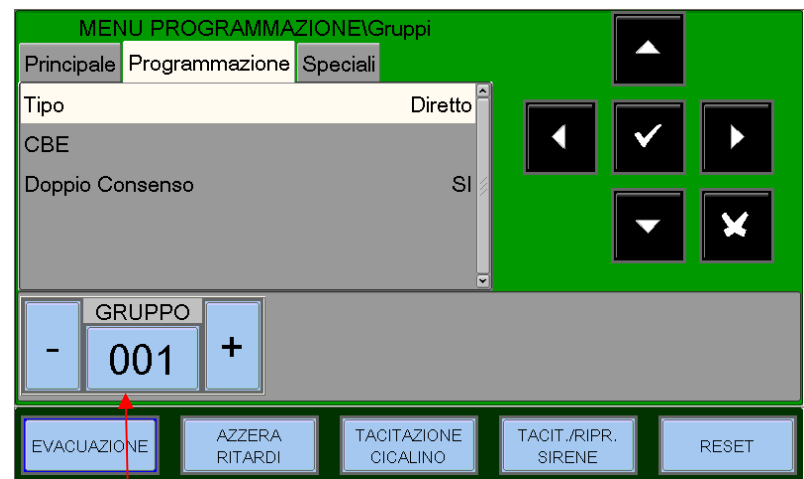 MENU PROGRAMMAZIONE\Gruppi
Principale Programmazione Speciali
Tipo Diretto
CBE
Doppio Consenso SI
GRUPPO
- 001 +
EVACUAZIONE
AZZERA
RITARDI
TACITAZIONE
CICALINO
TACIT./RIPR.
SIRENE
RESET